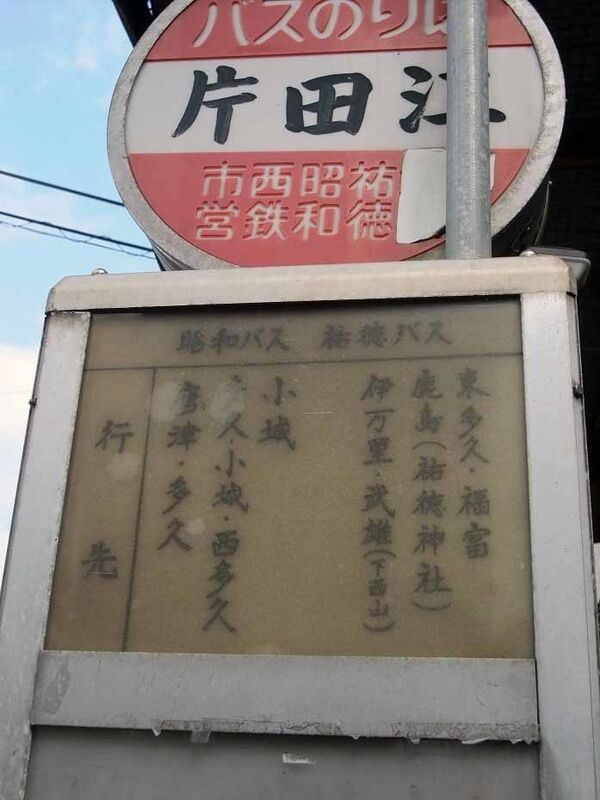 バスのりば
片田江
市営
西鉄
昭和
祐徳
昭和バス 祐徳バス
行先
東多久・福富
鹿島(祐徳神社)
伊万里・武雄(下西山)
小城
久・小城・西多久
唐津・多久